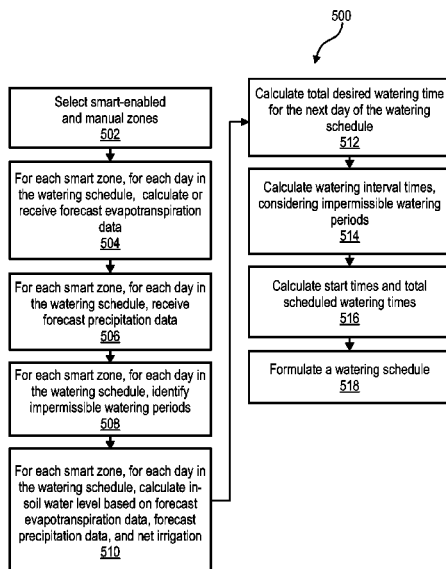 500
Select smart-enabled
and manual zones
502
For each smart zone, for each day in
the watering schedule, calculate or
receive forecast evapotranspiration
data
504
For each smart zone, for each day in
the watering schedule, receive
forecast precipitation data
506
For each smart zone, for each day in
the watering schedule, identify
impermissible watering periods
508
For each smart zone, for each day in
the watering schedule, calculate in-
soil water level based on forecast
evapotranspiration data, forecast
precipitation data, and net irrigation
510
Calculate total desired watering time
for the next day of the watering
schedule
512
Calculate watering interval times,
considering impermissible watering
periods
514
Calculate start times and total
scheduled watering times
516
Formulate a watering schedule
518